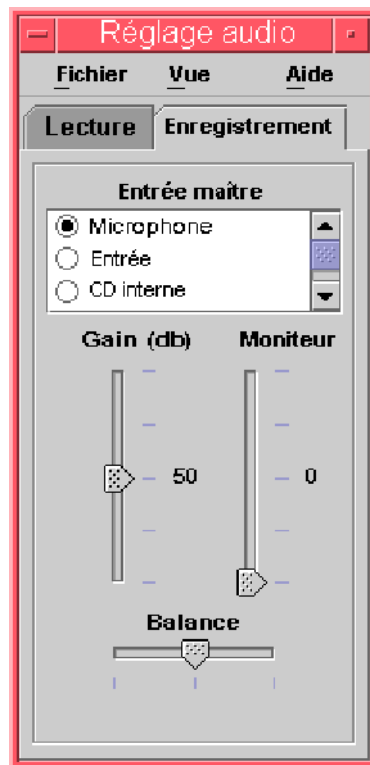 Réglage audio
Fichier Vue Aide
Lecture Enregistrement
Entrée maître
Microphone
Entrée
CD interne
Gain (db) Moniteur
50 0
Balance